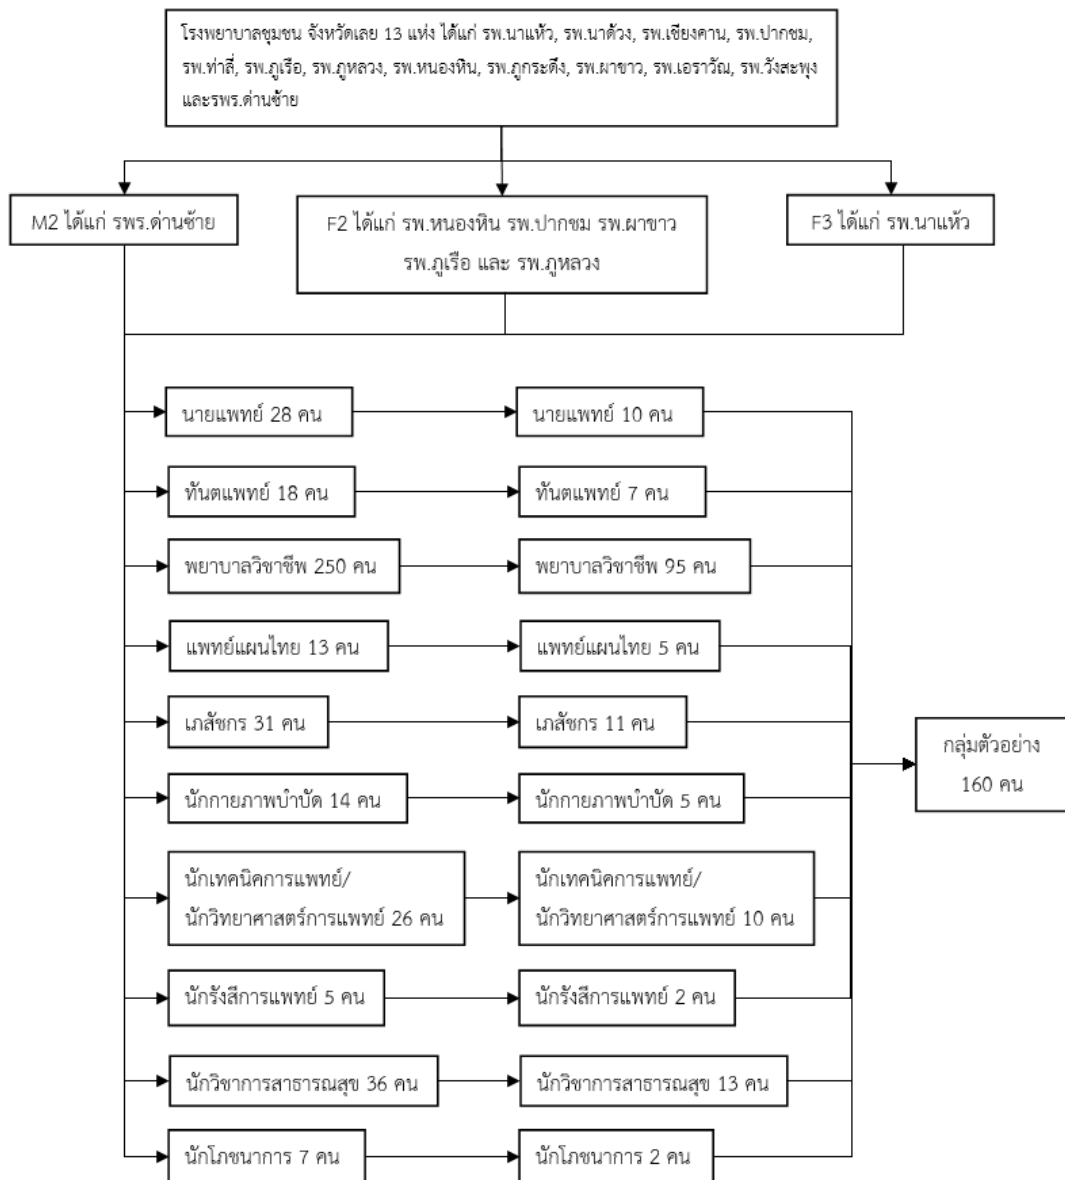 โรงพยาบาลชุมชน จังหวัดเลย 13 แห่ง ได้แก่ รพ.นาแห้ว, รพ.นาด้วง, รพ.เชียงคาน, รพ.ปากชม,
รพ.ท่าลี่, รพ.ภูเรือ, รพ.ภูหลวง, รพ.หนองหิน, รพ.ภูกระดึง, รพ.ผาขาว, รพ.เอราวัณ, รพ.วังสะพุง
และรพร.ด่านซ้าย
M2 ได้แก่ รพร.ด่านซ้าย
F2 ได้แก่ รพ.หนองหิน รพ.ปากชม รพ.ผาขาว
รพ.ภูเรือ และ รพ.ภูหลวง
F3 ได้แก่ รพ.นาแห้ว
นายแพทย์ 28 คน
นายแพทย์ 10 คน
ทันตแพทย์ 18 คน
ทันตแพทย์ 7 คน
พยาบาลวิชาชีพ 250 คน
พยาบาลวิชาชีพ 95 คน
แพทย์แผนไทย 13 คน
แพทย์แผนไทย 5 คน
เภสัชกร 31 คน
เภสัชกร 11 คน
กลุ่มตัวอย่าง
160 คน
นักกายภาพบำบัด 14 คน
นักกายภาพบำบัด 5 คน
นักเทคนิคการแพทย์/
นักวิทยาศาสตร์การแพทย์ 26 คน
นักเทคนิคการแพทย์/
นักวิทยาศาสตร์การแพทย์ 10 คน
นักรังสีการแพทย์ 5 คน
นักรังสีการแพทย์ 2 คน
นักวิชาการสาธารณสุข 36 คน
นักวิชาการสาธารณสุข 13 คน
นักโภชนาการ 7 คน
นักโภชนาการ 2 คน